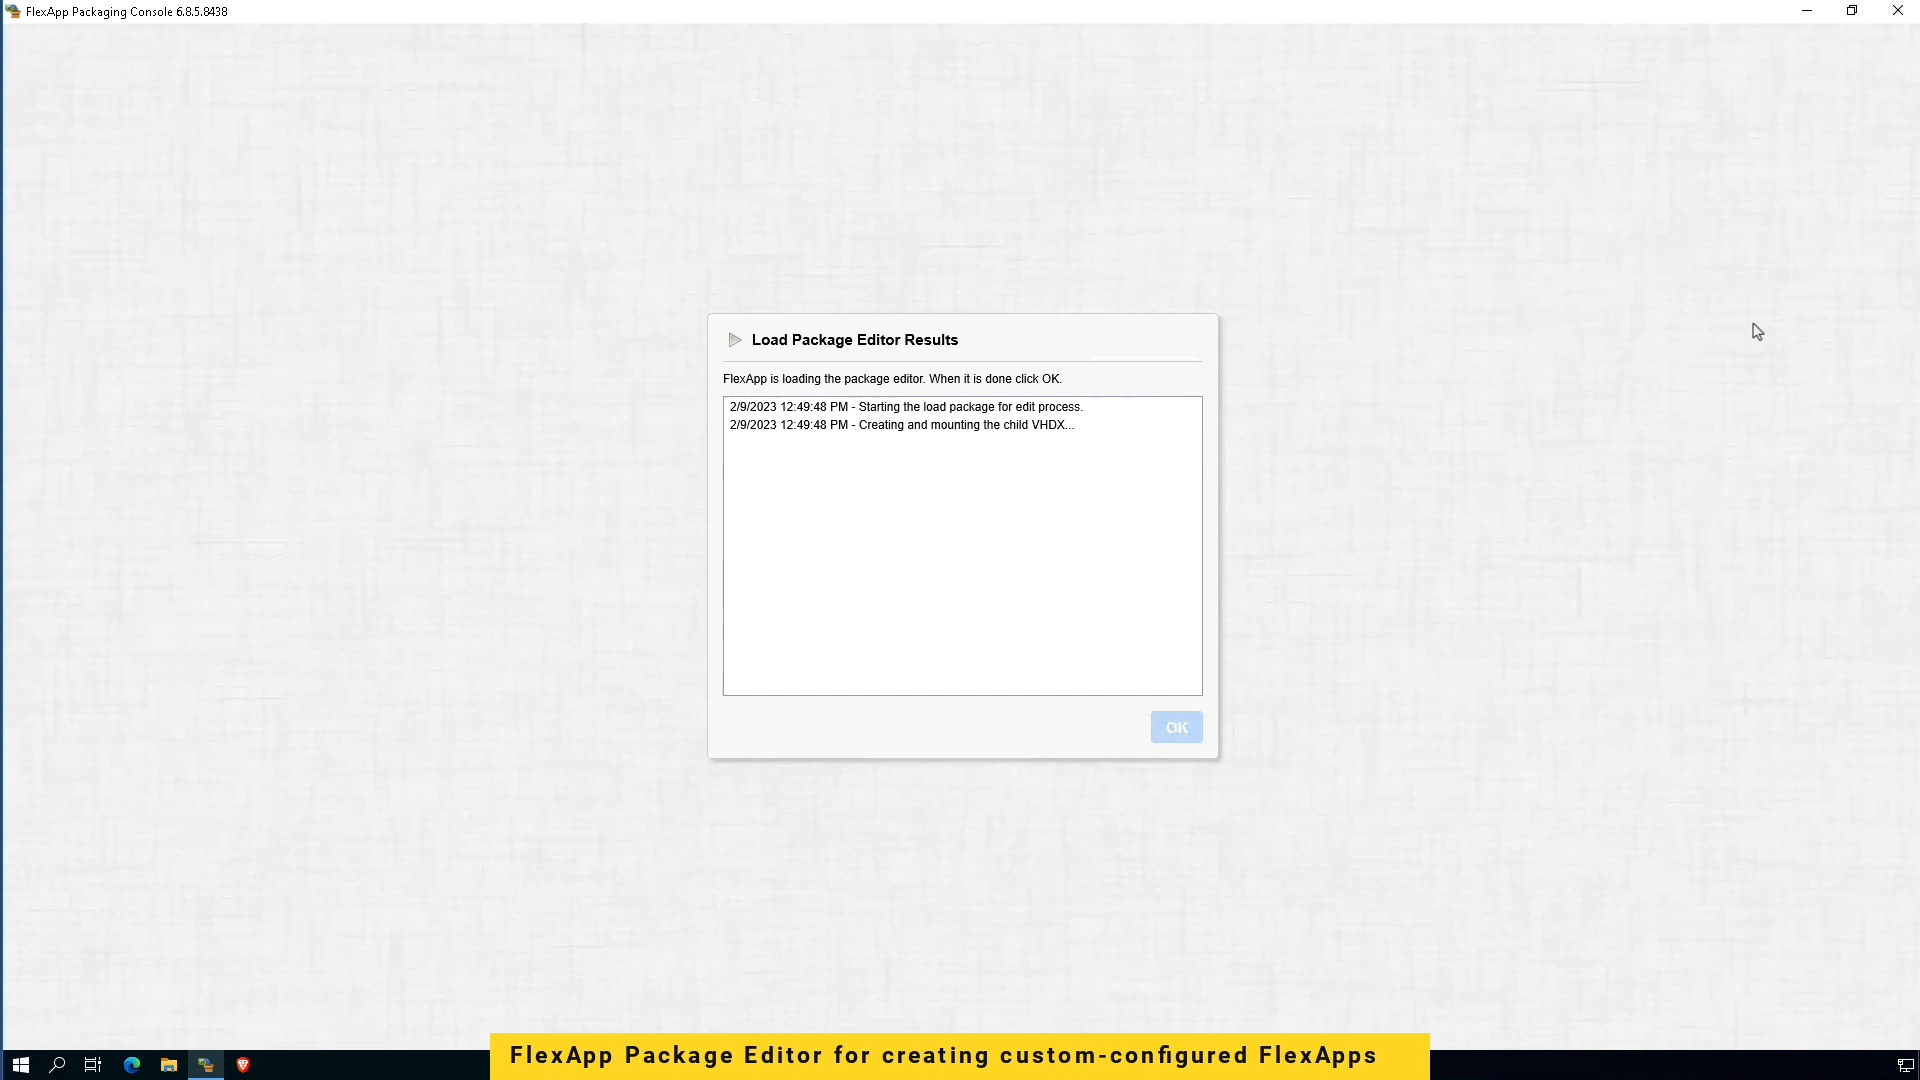 FlexApp Packaging Console 6.8.5.8438
Load Package Editor Results
FlexApp is loading the package editor. When it is done click OK.
2/9/2023 12:49:48 PM - Starting the load package for edit process.
2/9/2023 12:49:48 PM - Creating and mounting the child VHDX...
OK
FlexApp Package Editor for creating custom-configured FlexApps